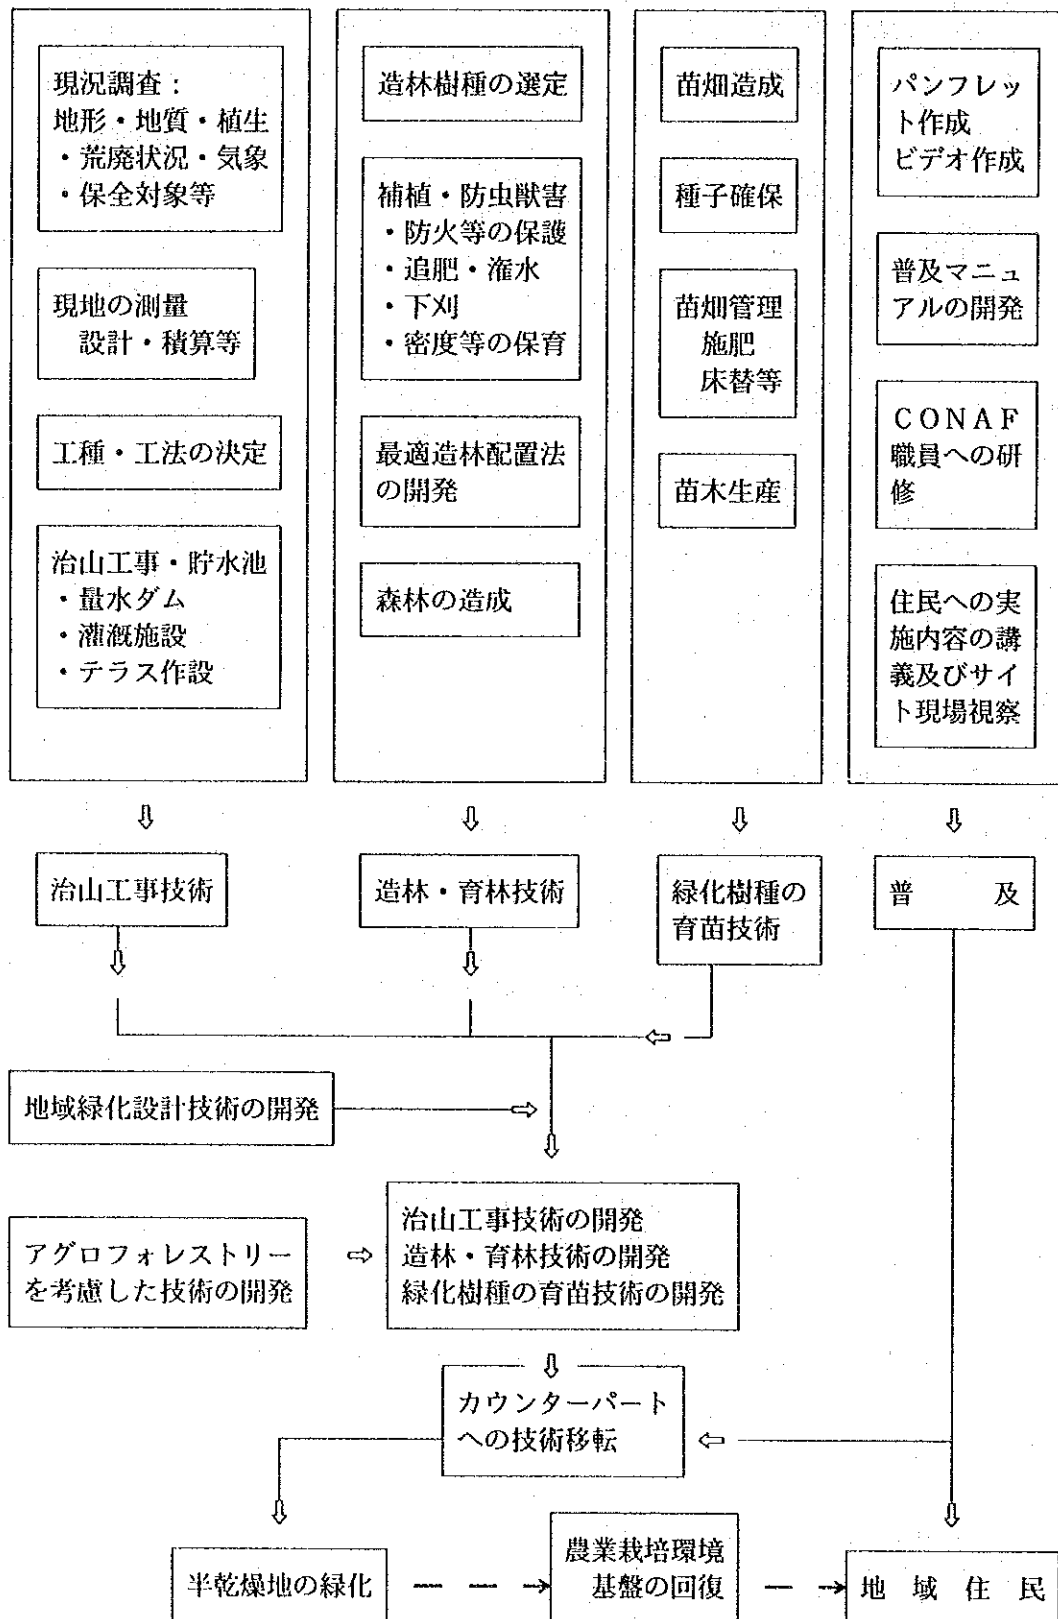 現況調査：
地形・地質・植生
・荒廃状況・気象
・保全対象等
現地の測量
設計・積算等
工種・工法の決定
治山工事・貯水池
・量水ダム
・灌漑施設
・テラス作設
造林樹種の選定
補植・防虫獣害
・防火等の保護
・追肥・潅水
・下刈
・密度等の保育
最適造林配置法
の開発
森林の造成
苗畑造成
種子確保
苗畑管理
施肥
床替等
苗木生産
パンフレッ
ト作成
ビデオ作成
普及マニュ
アルの開発
ＣＯＮＡＦ
職員への研
修
住民への実
施内容の講
義及びサイ
ト現場視察
治山工事技術
造林・育林技術
緑化樹種の
育苗技術
普　及
地域緑化設計技術の開発
アグロフォレストリー
を考慮した技術の開発
治山工事技術の開発
造林・育林技術の開発
緑化樹種の育苗技術の開発
カウンターパート
への技術移転
半乾燥地の緑化
農業栽培環境
基盤の回復
地　域　住　民